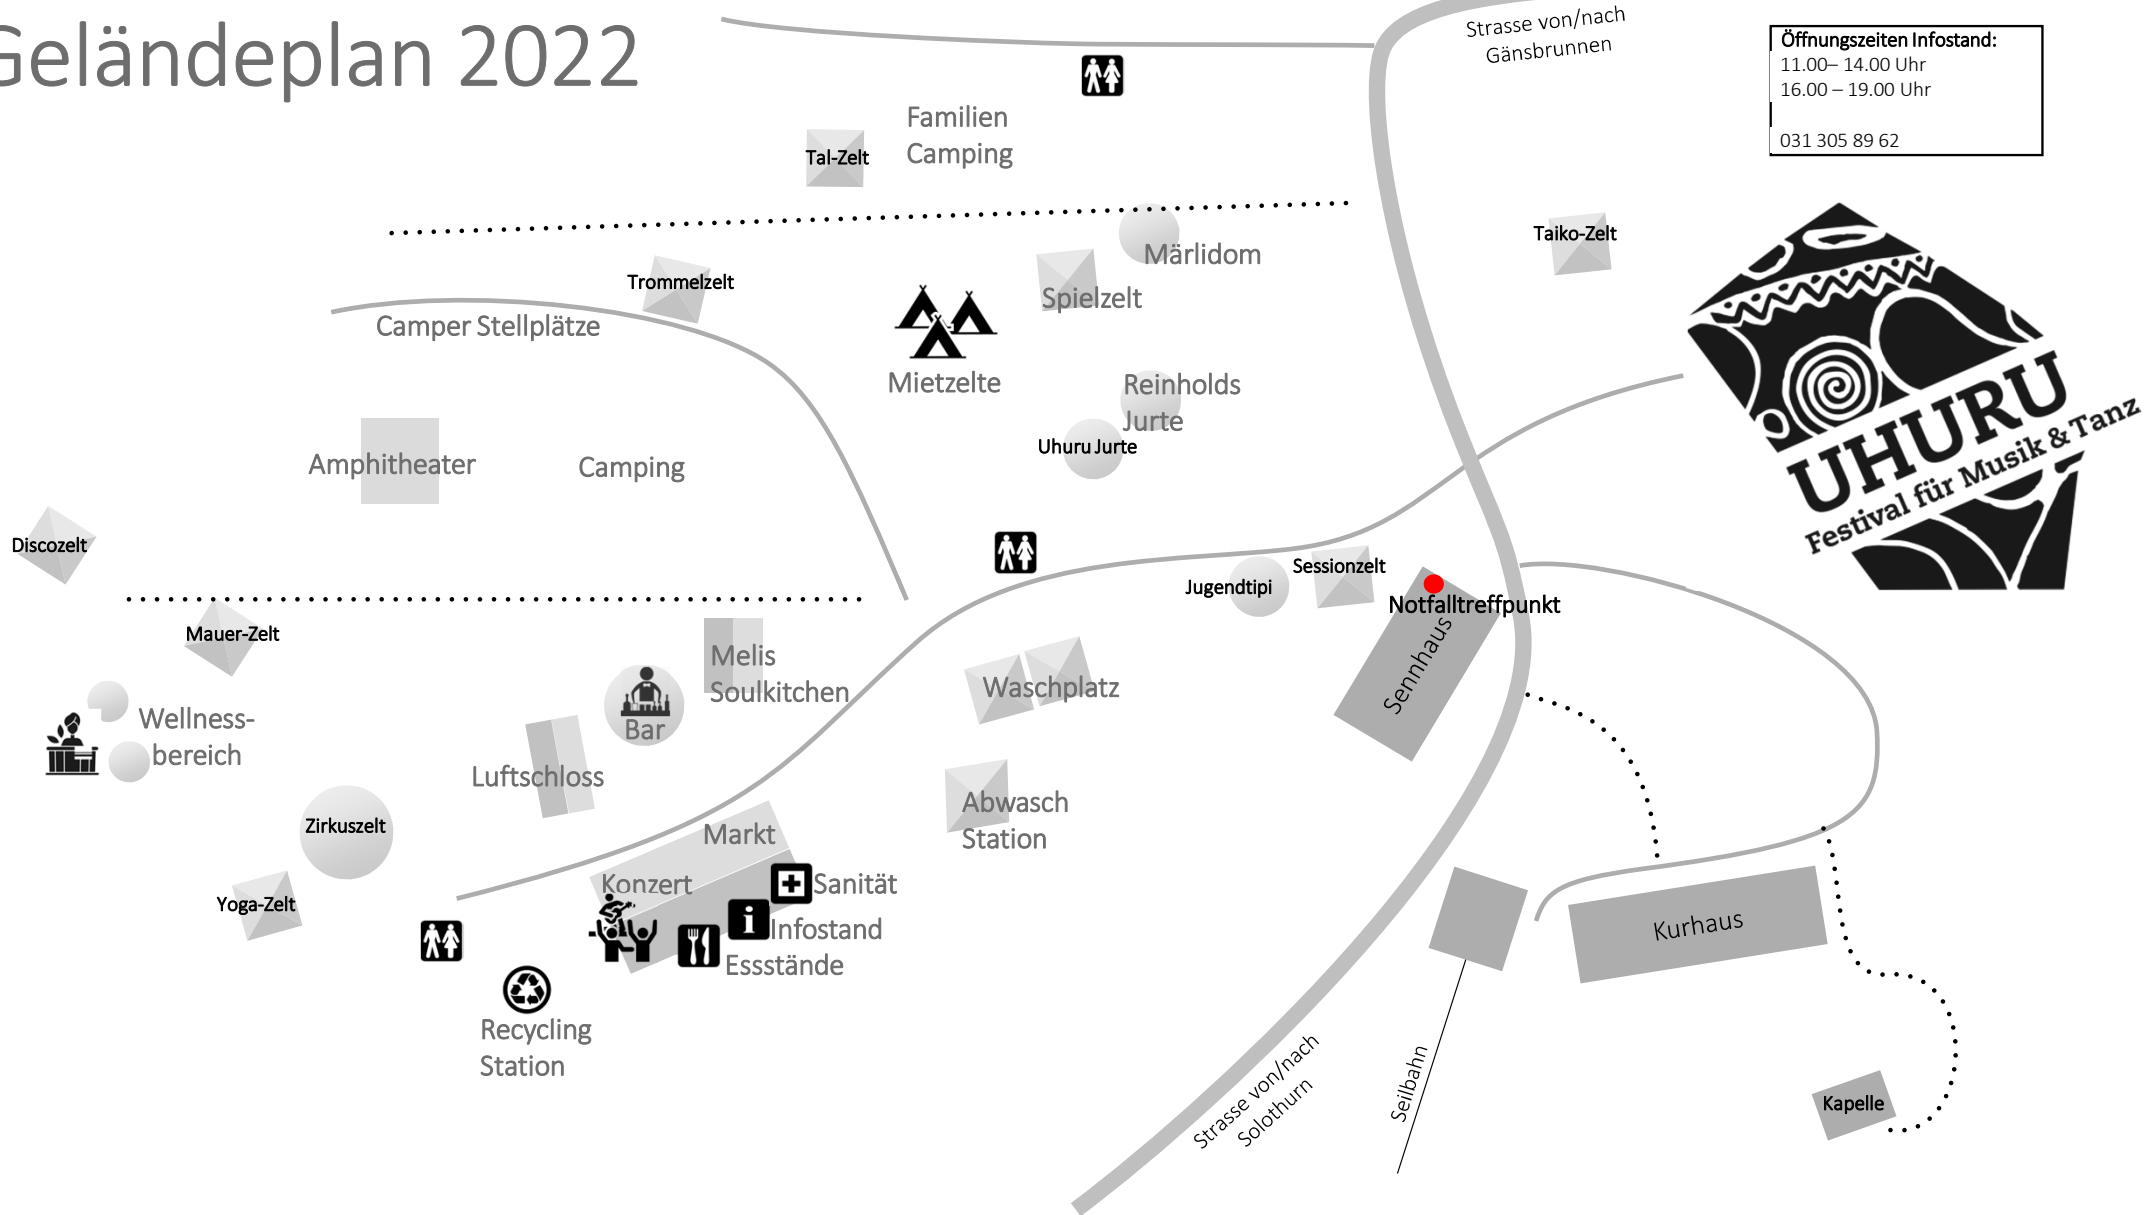 Geländeplan 2022
Strasse von/nach
Gänsbrunnen
Öffnungszeiten Infostand:
11.00– 14.00 Uhr
16.00 – 19.00 Uhr
031 305 89 62
Familien
Camping
Tal-Zelt
Taiko-Zelt
Märlidom
Trommelzelt
Spielzelt
Camper Stellplätze
Mietzelte
Reinholds
Jurte
Uhuru Jurte
UHURU
Festival für Musik & Tanz
Amphitheater
Camping
Discozelt
Sessionzelt
Jugendtipi
Notfalltreffpunkt
Sennhaus
Mauer-Zelt
Melis
Soulkitchen
Waschplatz
Wellness-
bereich
Bar
Luftschloss
Abwasch
Station
Zirkuszelt
Markt
Konzert
Sanität
i
Infostand
Essstände
Yoga-Zelt
Kurhaus
Recycling
Station
Strasse von/nach
Solothurn
Seilbahn
Kapelle